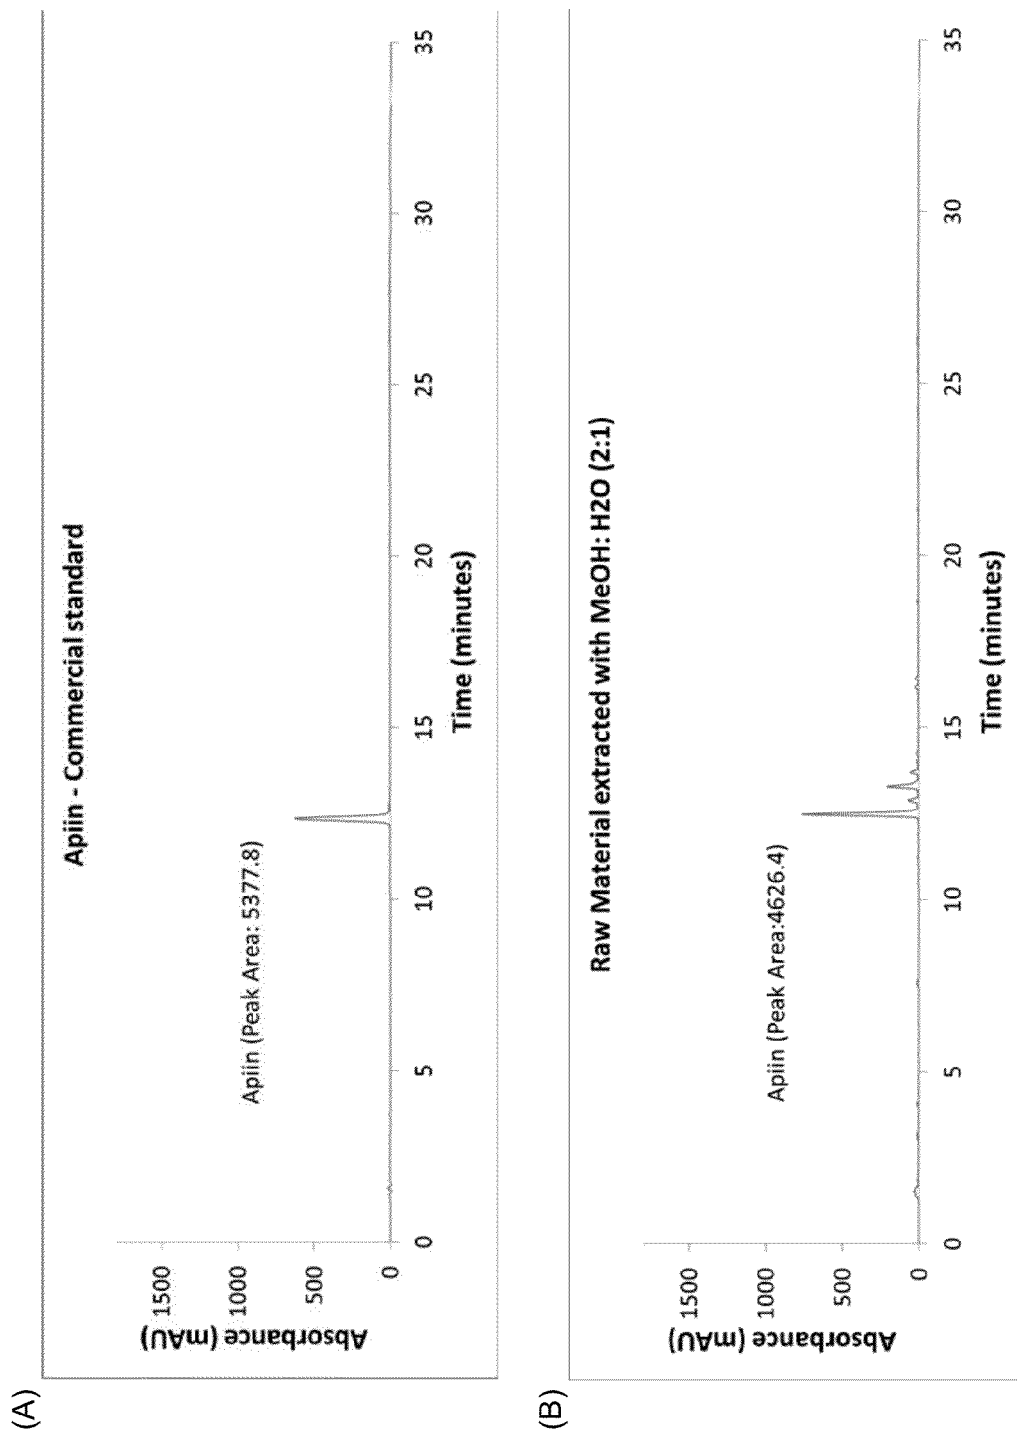 (A)
Apiin - Commercial standard
Absorbance (mAU)
1500
1000
500
0
Apiin (Peak Area: 5377.8)
0 5 10 15 20 25 30 35
Time (minutes)
(B)
Raw Material extracted with MeOH: H2O (2:1)
Absorbance (mAU)
1500
1000
500
0
Apiin (Peak Area:4626.4)
0 5 10 15 20 25 30 35
Time (minutes)